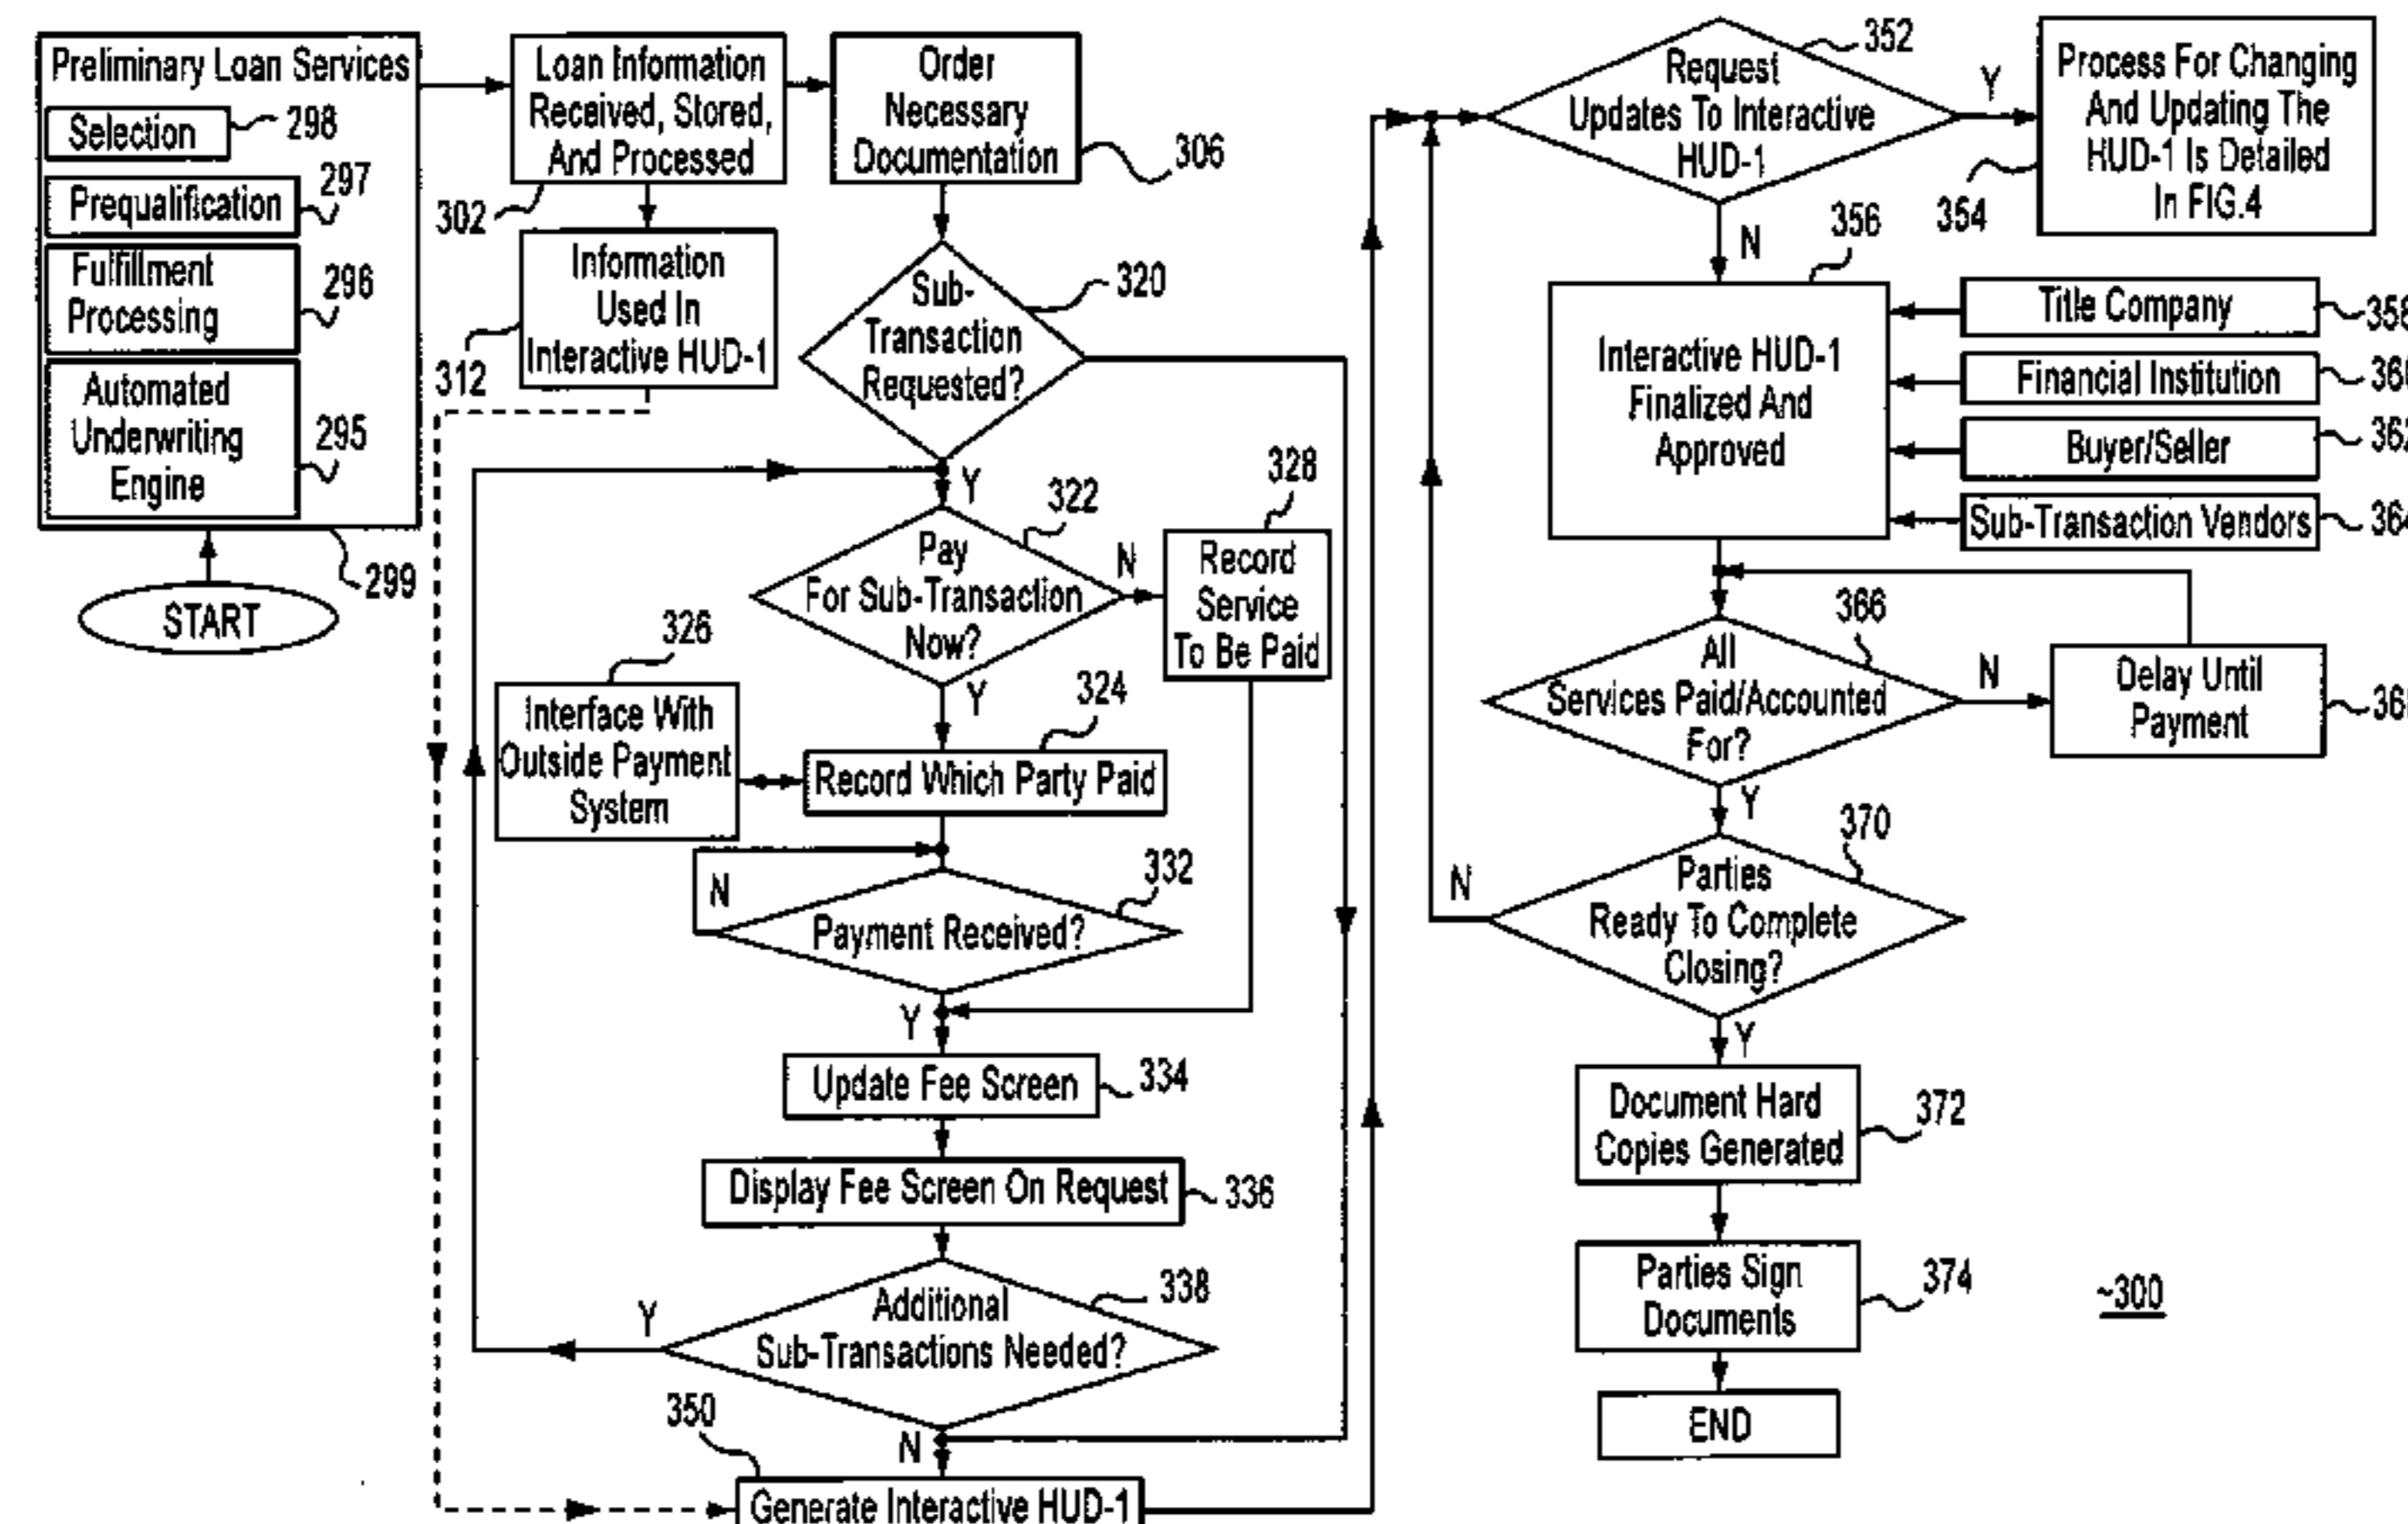 Preliminary Loan Services
Selection
298
Prequalification
297
Fulfillment
Processing
296
Automated
Underwriting
Engine
295
299
START
Loan Information
Received, Stored,
And Processed
302
Order
Necessary
Documentation
306
Information
Used In
Interactive HUD-1
312
Sub-
Transaction
Requested?
320
Y
Pay
For Sub-Transaction
Now?
322
N
328
Record
Service
To Be Paid
Y
326
Interface With
Outside Payment
System
324
Record Which Party Paid
N
Payment Received?
332
Y
Update Fee Screen
334
Display Fee Screen On Request
336
Additional
Sub-Transactions Needed?
338
Y
N
350
Generate Interactive HUD-1
Request
Updates To Interactive
HUD-1
352
Y
Process For Changing
And Updating The
HUD-1 Is Detailed
In FIG.4
354
N
356
Interactive HUD-1
Finalized And
Approved
Title Company
Financial Institution
Buyer/Seller
Sub-Transaction Vendors
All
Services Paid/Accounted
For?
366
N
Delay Until
Payment
Y
Parties
Ready To Complete
Closing?
370
N
Y
Document Hard
Copies Generated
372
Parties Sign
Documents
374
END
~300